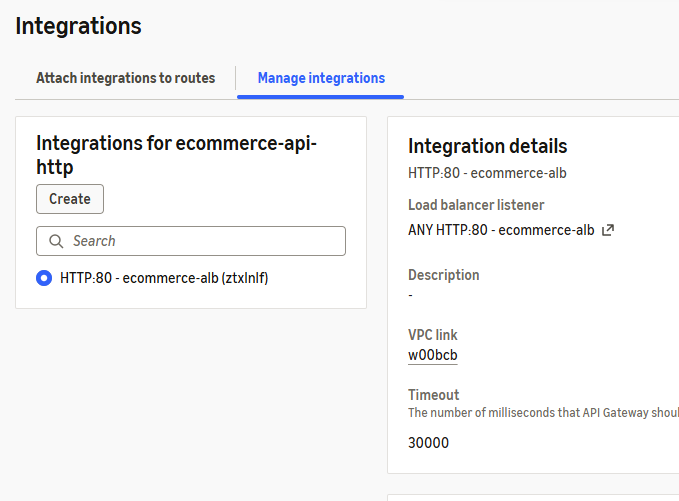 Integrations
Attach integrations to routes
Manage integrations
Integrations for ecommerce-api-
http
Create
Search
HTTP:80 - ecommerce-alb (ztxlnlf)
Integration details
HTTP:80 - ecommerce-alb
Load balancer listener
ANY HTTP:80 - ecommerce-alb
Description
-
VPC link
w00bcb
Timeout
The number of milliseconds that API Gateway shoul
30000